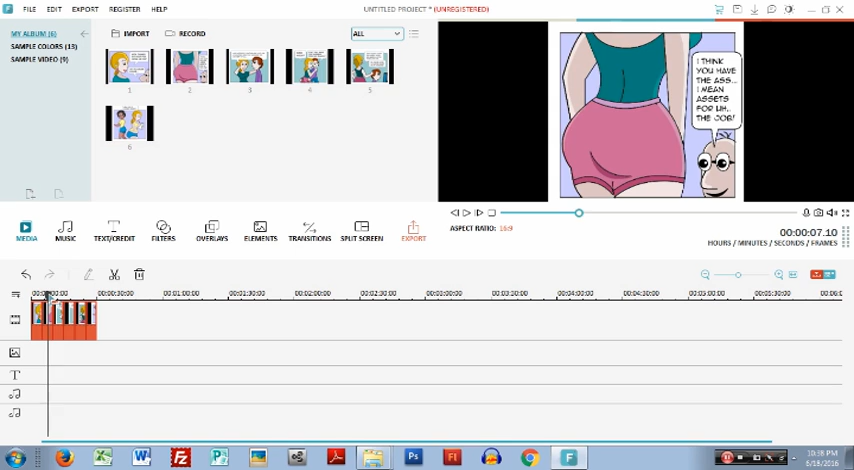 FILE EDIT EXPORT REGISTER HELP
UNTITLED PROJECT * (UNREGISTERED)
MY ALBUM (6)
SAMPLE COLORS (13)
SAMPLE VIDEO (9)
IMPORT RECORD
ALL
1 2 3 4 5
6
I THINK
YOU HAVE
THE ASS...
I MEAN
ASSETS
FOR UH..
THE JOB!
MEDIA MUSIC TEXT/CREDIT FILTERS OVERLAYS ELEMENTS TRANSITIONS SPLIT SCREEN EXPORT
ASPECT RATIO: 16:9
00:00:07.10
HOURS / MINUTES / SECONDS / FRAMES
00:00:30:00 00:01:00:00 00:01:30:00 00:02:00:00 00:02:30:00 00:03:00:00 00:03:30:00 00:04:00:00 00:04:30:00 00:05:00:00 00:05:30:00 00:06:0
T
W
Fz
P
Ps
Fl
F
10:38 PM
6/18/2016